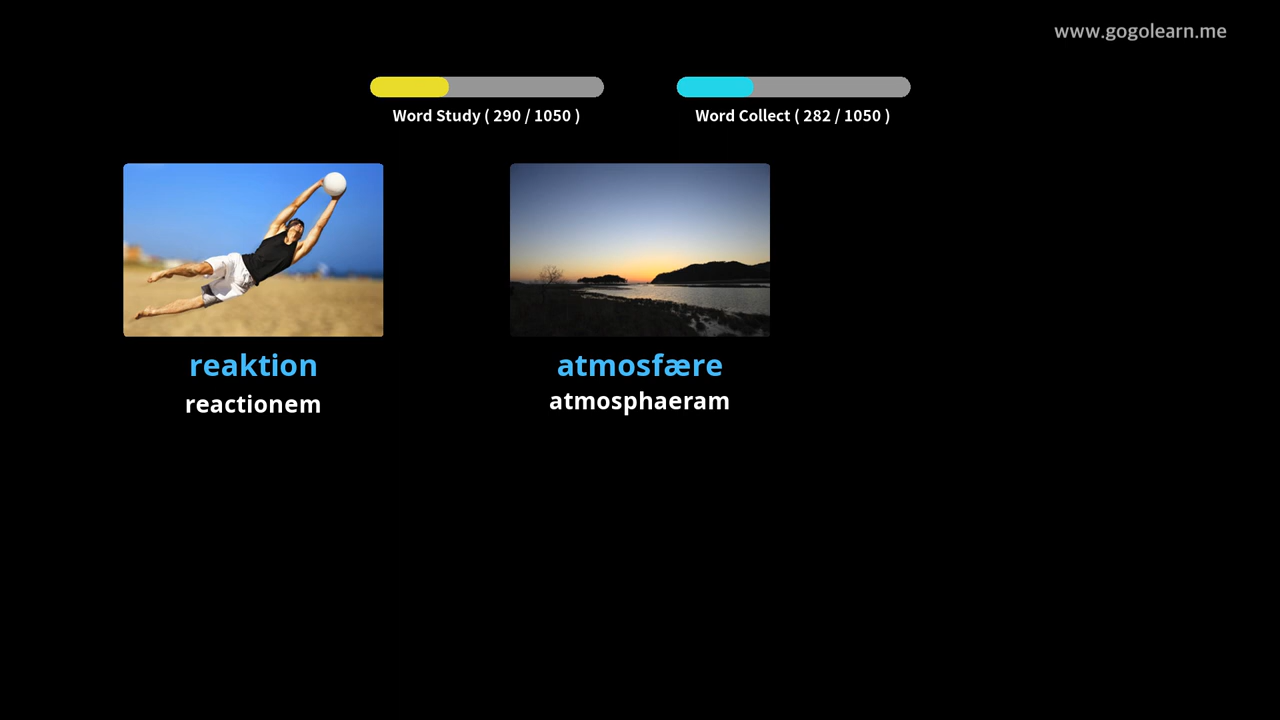 www.gogolearn.me
Word Study ( 290 / 1050 )
Word Collect ( 282 / 1050 )
reaktion
reactionem
atmosfære
atmosphaeram